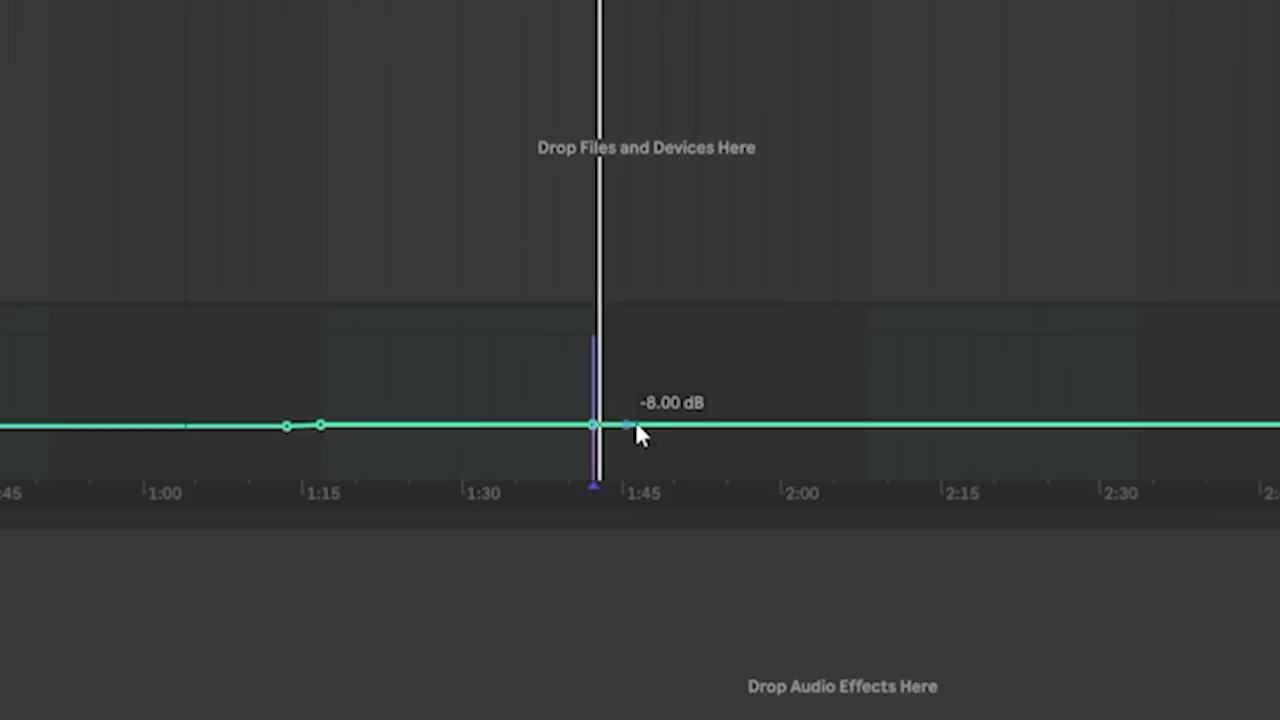 Drop Files and Devices Here
-8.00 dB
:45 1:00 1:15 1:30 1:45 2:00 2:15 2:30 2:
Drop Audio Effects Here